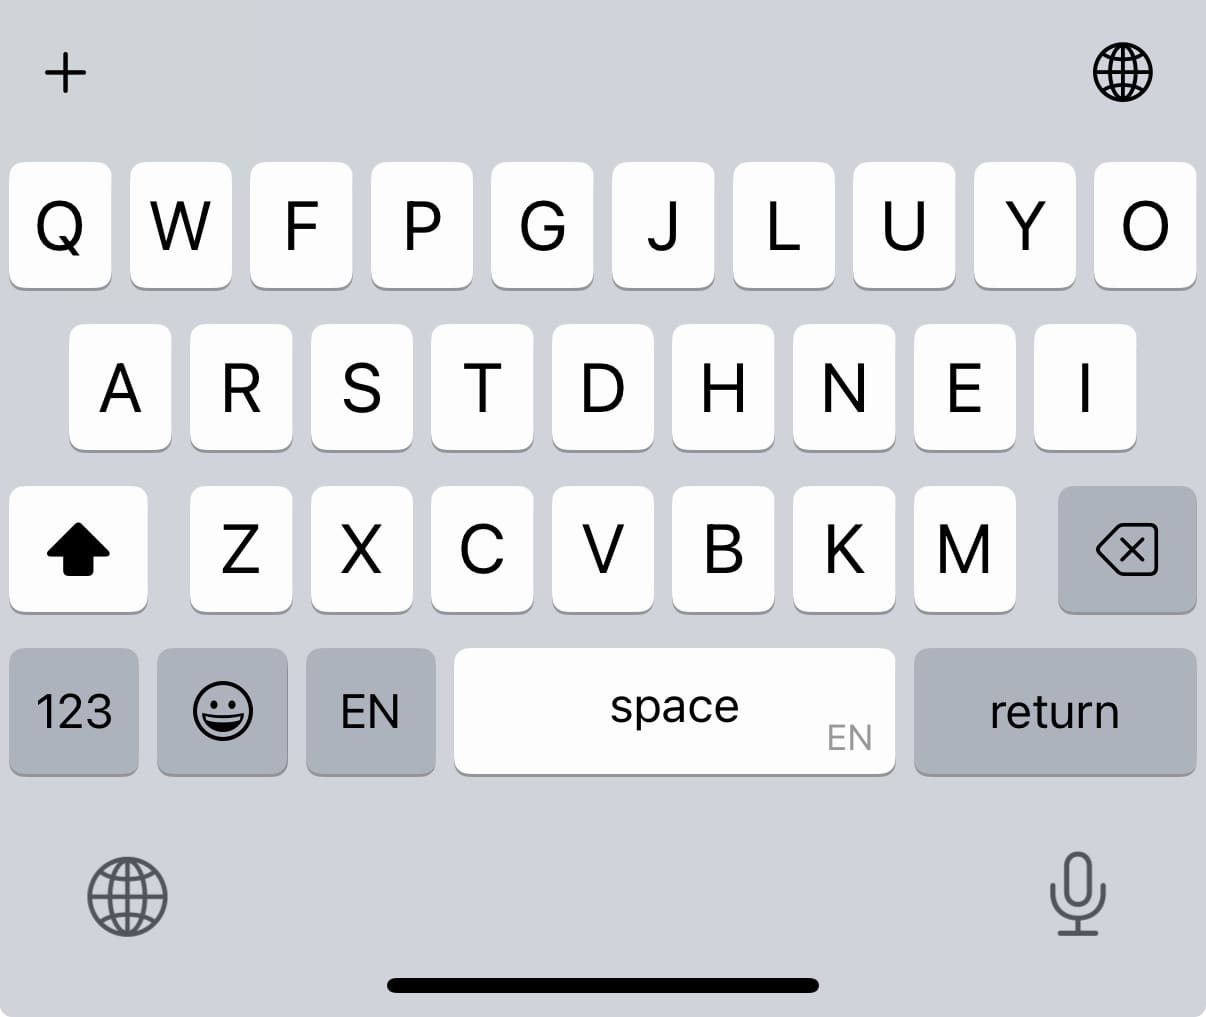 Q W F P G J L U Y O
A R S T D H N E I
Z X C V B K M
123 EN space EN return